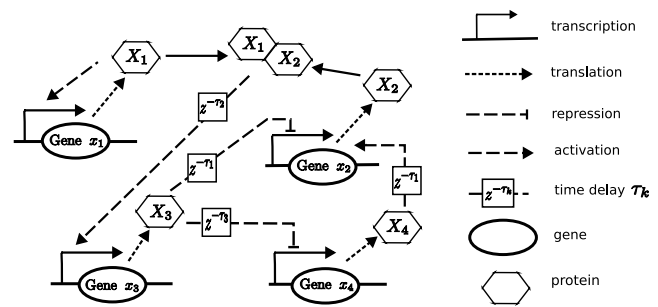 X₁
X₁
X₂
X₂
z^{-τ₂}
Gene x₁
z^{-τ₁}
Gene x₂
z^{-τ₁}
X₃
z^{-τ₃}
X₄
Gene x₃
Gene x₄
transcription
translation
repression
activation
z^{-τₖ} time delay τₖ
gene
protein